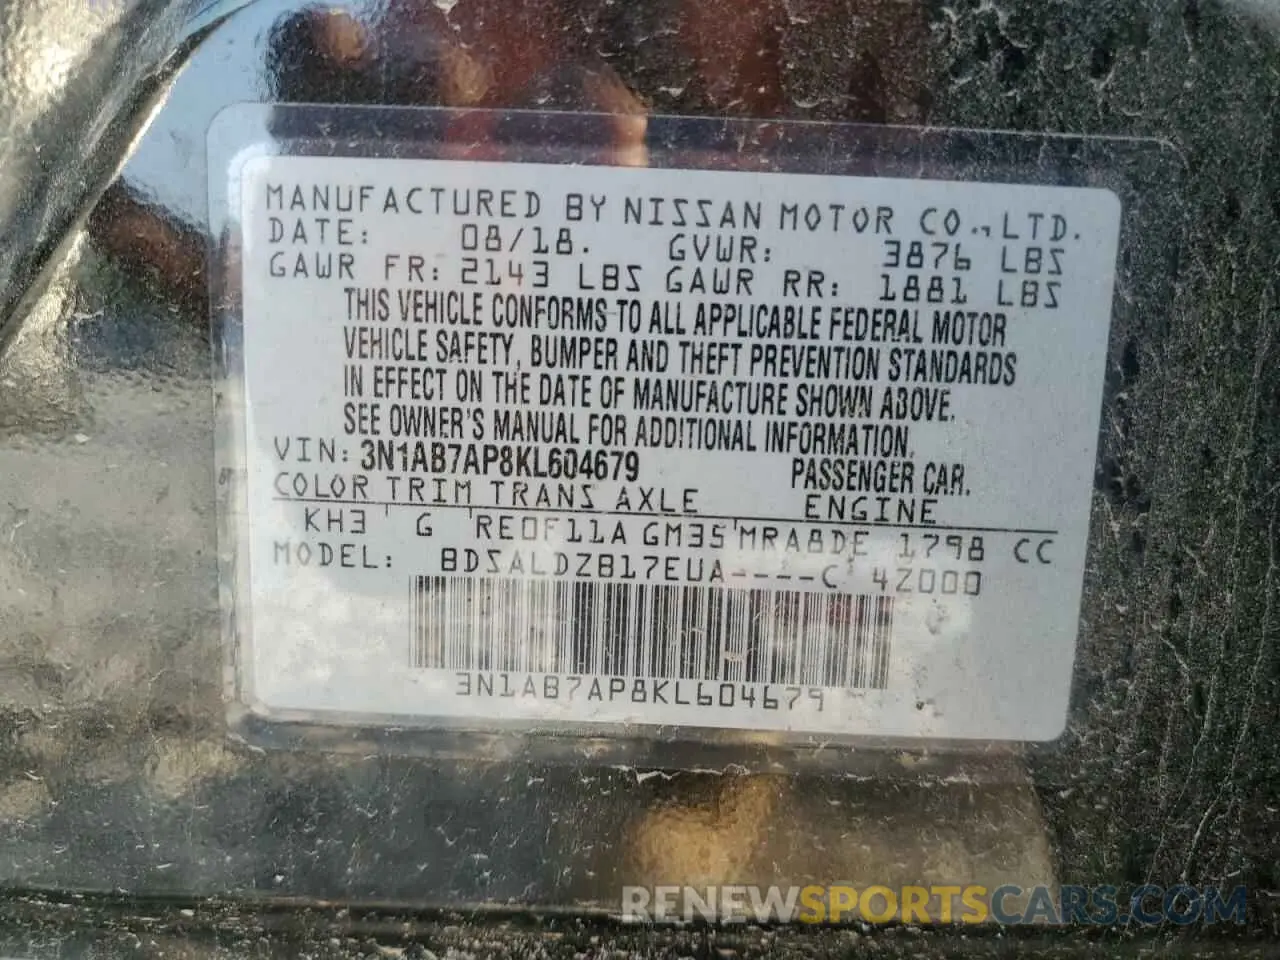 MANUFACTURED BY NISSAN MOTOR CO., LTD.
DATE: 08/18. GVWR: 3876 LBS
GAWR FR: 2143 LBS GAWR RR: 1881 LBS
THIS VEHICLE CONFORMS TO ALL APPLICABLE FEDERAL MOTOR
VEHICLE SAFETY, BUMPER AND THEFT PREVENTION STANDARDS
IN EFFECT ON THE DATE OF MANUFACTURE SHOWN ABOVE.
SEE OWNER'S MANUAL FOR ADDITIONAL INFORMATION.
VIN: 3N1AB7AP8KL604679 PASSENGER CAR.
COLOR TRIM TRANS AXLE ENGINE
KH3 ' G ' RE0F11A GM35 ' MRA8DE 1798 CC
MODEL: BDSALDZB17EUA----C' 4Z000
3N1AB7AP8KL604679
RENEWSPORTSCARS.COM